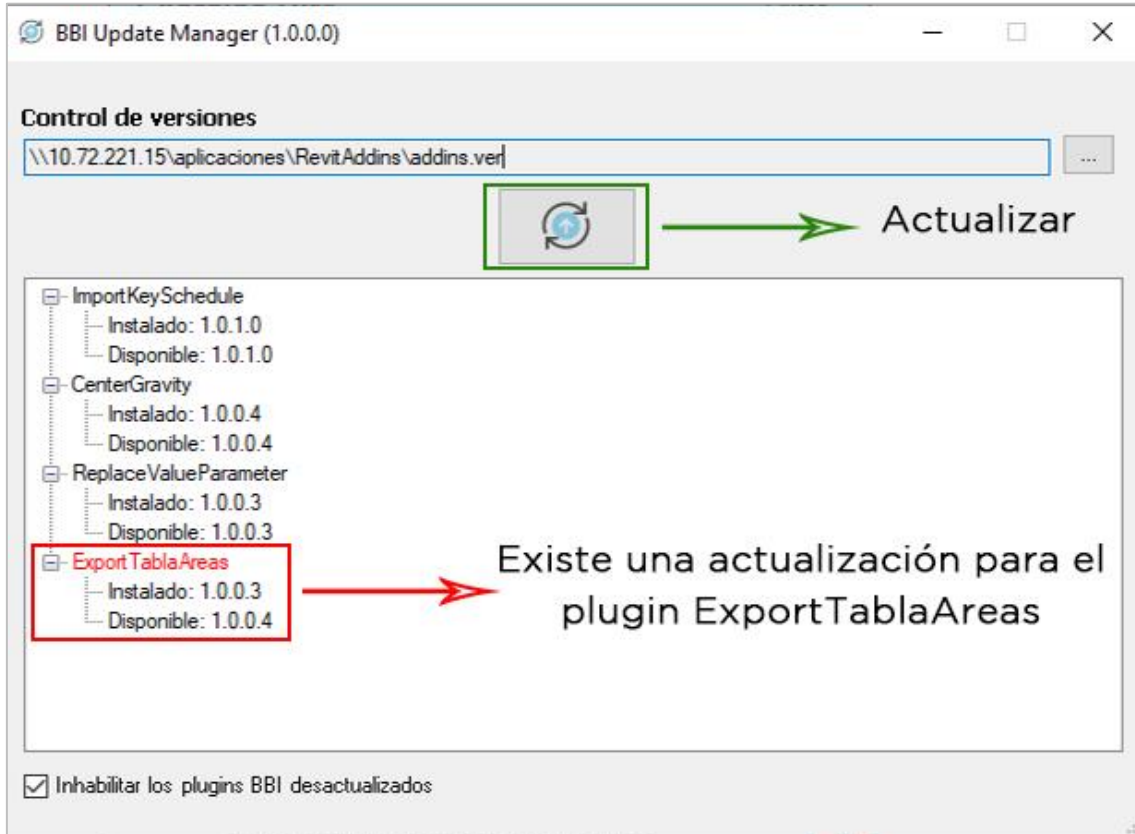 BBI Update Manager (1.0.0.0)
Control de versiones
\\10.72.221.15\aplicaciones\RevitAddins\addins.ver
...
Actualizar
ImportKeySchedule
Instalado: 1.0.1.0
Disponible: 1.0.1.0
CenterGravity
Instalado: 1.0.0.4
Disponible: 1.0.0.4
ReplaceValueParameter
Instalado: 1.0.0.3
Disponible: 1.0.0.3
ExportTablaAreas
Instalado: 1.0.0.3
Disponible: 1.0.0.4
Existe una actualización para el
plugin ExportTablaAreas
Inhabilitar los plugins BBI desactualizados